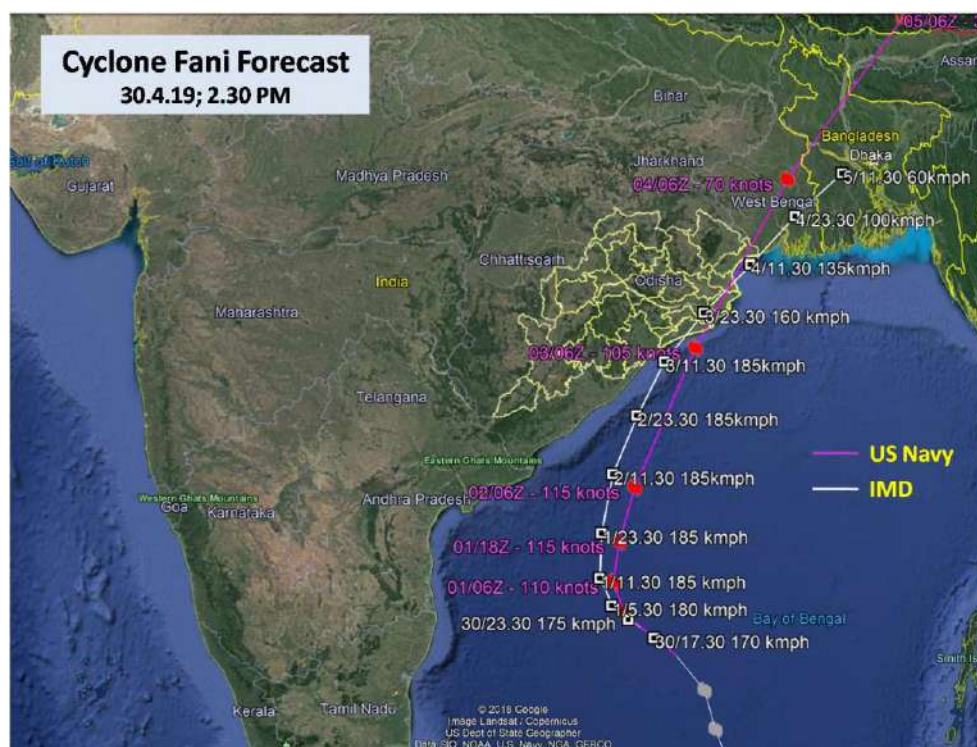 05/06Z -
Cyclone Fani Forecast
30.4.19; 2.30 PM
Assam
Gulf of Kutch
Gujarat
Bihar
Bangladesh
Dhaka
Jharkhand
Madhya Pradesh
04/06Z - 70 knots
5/11.30 60kmph
West Bengal
4/23.30 100kmph
Chhattisgarh
4/11.30 135kmph
India
Odisha
Maharashtra
3/23.30 160 kmph
03/06Z - 105 knots
3/11.30 185kmph
Telangana
2/23.30 185kmph
US Navy
Eastern Ghats Mountains
2/11.30 185kmph
IMD
02/06Z - 115 knots
Western Ghats Mountains
Andhra Pradesh
Goa
Karnataka
1/23.30 185 kmph
01/18Z - 115 knots
1/11.30 185 kmph
01/06Z - 110 knots
1/5.30 180 kmph
30/23.30 175 kmph
Bay of Bengal
30/17.30 170 kmph
Smith Is
Kerala
Tamil Nadu
© 2018 Google
Image Landsat / Copernicus
US Dept of State Geographer
Data SIO, NOAA, U.S. Navy, NGA, GEBCO